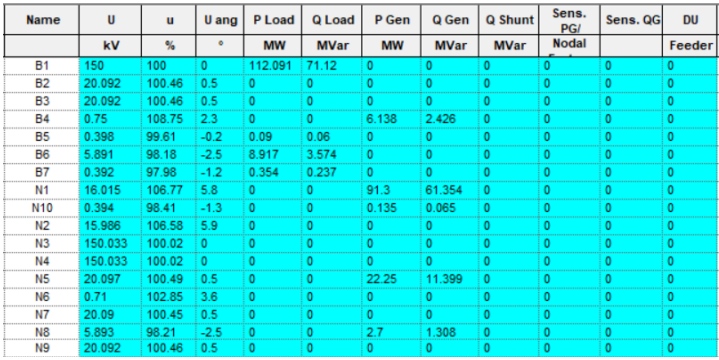 Name U u U ang P Load Q Load P Gen Q Gen Q Shunt Sens. PG/ Sens. QG DU
kV % ° MW MVar MW MVar MVar Nodal Feeder
B1 150 100 0 112.091 71.12 0 0 0 0 0 0
B2 20.092 100.46 0.5 0 0 0 0 0 0 0 0
B3 20.092 100.46 0.5 0 0 0 0 0 0 0 0
B4 0.75 108.75 2.3 0 0 6.138 2.426 0 0 0 0
B5 0.398 99.61 -0.2 0.09 0.06 0 0 0 0 0 0
B6 5.891 98.18 -2.5 8.917 3.574 0 0 0 0 0 0
B7 0.392 97.98 -1.2 0.354 0.237 0 0 0 0 0 0
N1 16.015 106.77 5.8 0 0 91.3 61.354 0 0 0 0
N10 0.394 98.41 -1.3 0 0 0.135 0.065 0 0 0 0
N2 15.986 106.58 5.9 0 0 0 0 0 0 0 0
N3 150.033 100.02 0 0 0 0 0 0 0 0 0
N4 150.033 100.02 0 0 0 0 0 0 0 0 0
N5 20.097 100.49 0.5 0 0 22.25 11.399 0 0 0 0
N6 0.71 102.85 3.6 0 0 0 0 0 0 0 0
N7 20.09 100.45 0.5 0 0 0 0 0 0 0 0
N8 5.893 98.21 -2.5 0 0 2.7 1.308 0 0 0 0
N9 20.092 100.46 0.5 0 0 0 0 0 0 0 0